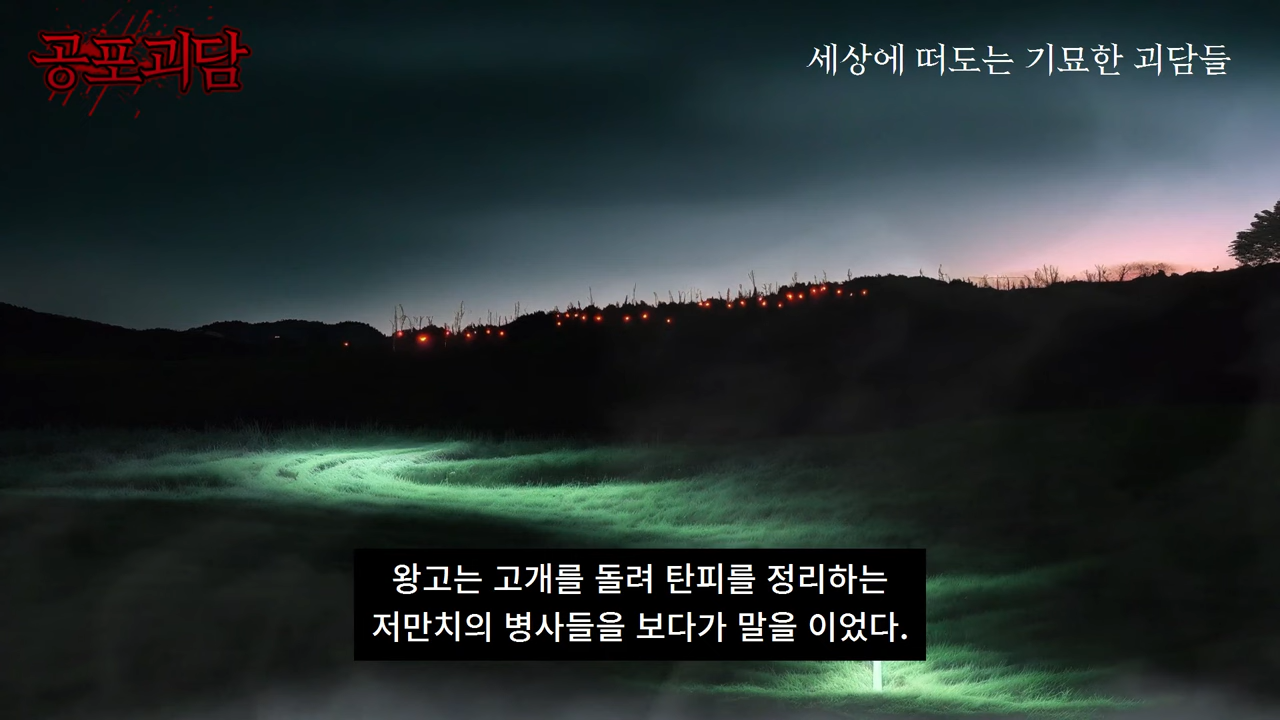 공포괴담
세상에 떠도는 기묘한 괴담들
왕고는 고개를 돌려 탄피를 정리하는
저만치의 병사들을 보다가 말을 이었다.